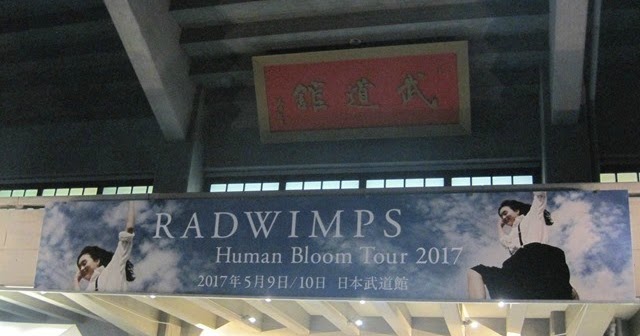 武道館
RADWIMPS
Human Bloom Tour 2017
2017年5月9日/10日 日本武道館